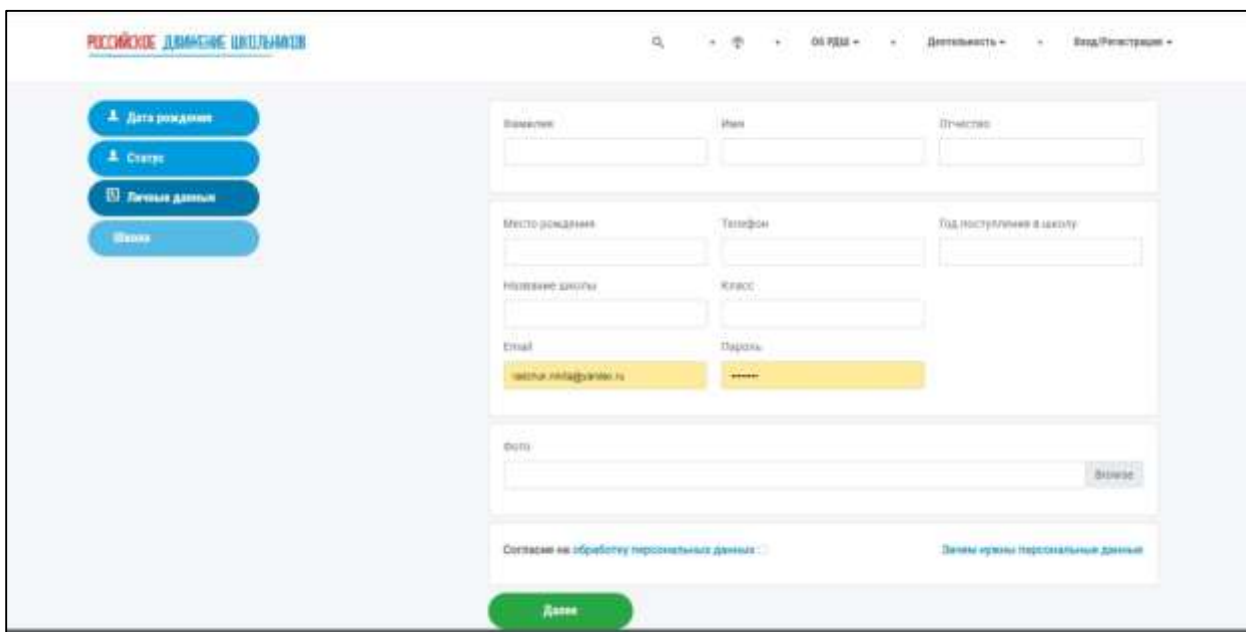 РОССИЙСКОЕ ДВИЖЕНИЕ ШКОЛЬНИКОВ
Об РДШ
Деятельность
Вход/Регистрация
Дата рождения
Статус
Личные данные
Школа
Фамилия
Имя
Отчество
Место рождения
Телефон
Год поступления в школу
Название школы
Класс
Email
Пароль
•••••••
Фото
Browse
Согласие на обработку персональных данных
Зачем нужны персональные данные
Далее